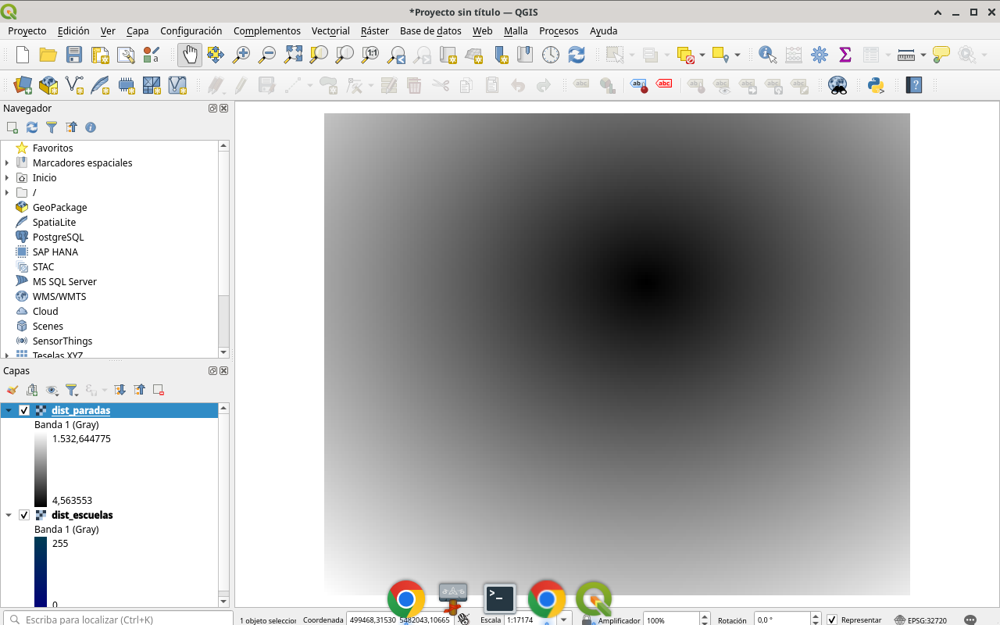 *Proyecto sin título — QGIS
Proyecto Edición Ver Capa Configuración Complementos Vectorial Ráster Base de datos Web Malla Procesos Ayuda
Navegador
Favoritos
Marcadores espaciales
Inicio
/
GeoPackage
SpatiaLite
PostgreSQL
SAP HANA
STAC
MS SQL Server
WMS/WMTS
Cloud
Scenes
SensorThings
Teselas XYZ
Capas
dist_paradas
Banda 1 (Gray)
1.532,644775
4,563553
dist_escuelas
Banda 1 (Gray)
255
0
Escriba para localizar (Ctrl+K)
1 objeto seleccior Coordenada 499468,31530 5482043,10665 Escala 1:17174 Amplificador 100% Rotación 0,0 ° Representar EPSG:32720